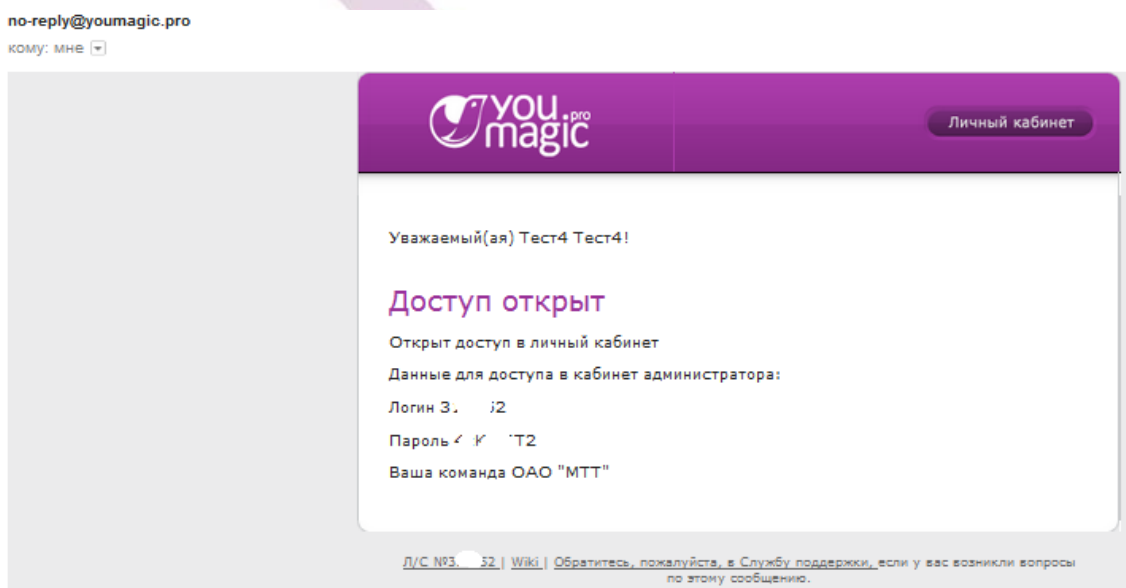 no-reply@youmagic.pro
кому: мне
you magic.pro
Личный кабинет
Уважаемый(ая) Тест4 Тест4!
Доступ открыт
Открыт доступ в личный кабинет
Данные для доступа в кабинет администратора:
Логин
Пароль
Ваша команда ОАО "МТТ"
Л/С | Wiki | Обратитесь, пожалуйста, в Службу поддержки, если у вас возникли вопросы
по этому сообщению.